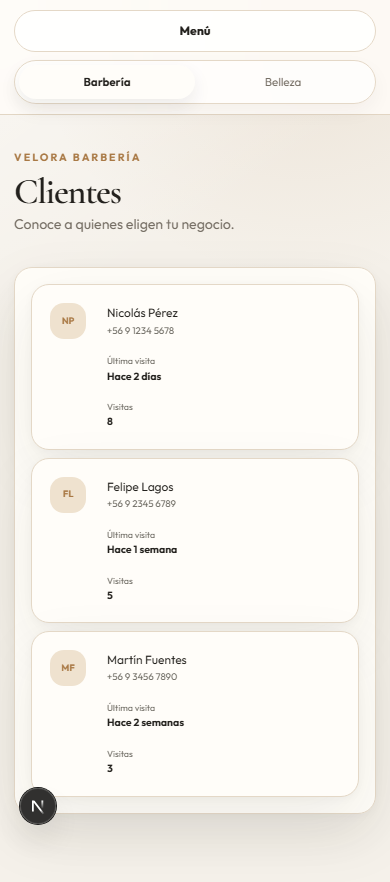 Menú
Barbería
Belleza
VELORA BARBERÍA
Clientes
Conoce a quienes eligen tu negocio.
NP
Nicolás Pérez
+56 9 1234 5678
Última visita
Hace 2 días
Visitas
8
FL
Felipe Lagos
+56 9 2345 6789
Última visita
Hace 1 semana
Visitas
5
MF
Martín Fuentes
+56 9 3456 7890
Última visita
Hace 2 semanas
Visitas
3
N